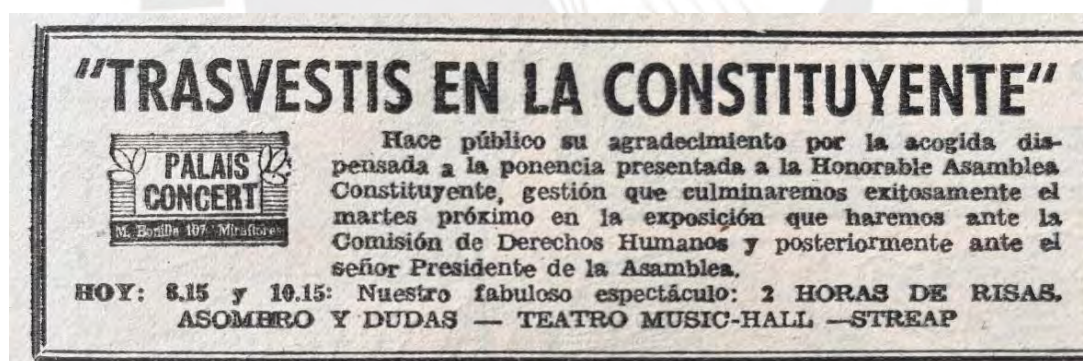 "TRASVESTIS EN LA CONSTITUYENTE"
PALAIS
CONCERT
M. Bonilla 107 Miraflores
Hace público su agradecimiento por la acogida dis-
pensada a la ponencia presentada a la Honorable Asamblea
Constituyente, gestión que culminaremos exitosamente el
martes próximo en la exposición que haremos ante la
Comisión de Derechos Humanos y posteriormente ante el
señor Presidente de la Asamblea.
HOY: 8.15 y 10.15: Nuestro fabuloso espectáculo: 2 HORAS DE RISAS,
ASOMBRO Y DUDAS — TEATRO MUSIC-HALL —STREAP